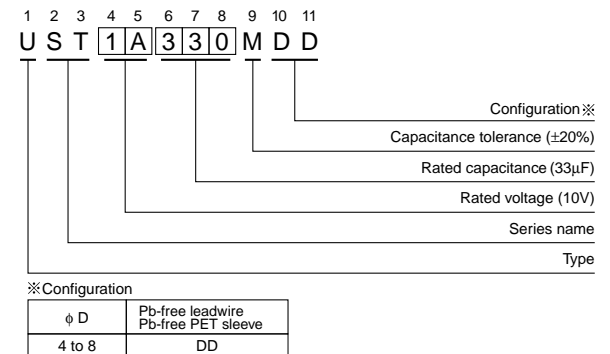 1 2 3 4 5 6 7 8 9 10 11
U S T 1 A 3 3 0 M D D
Configuration※
Capacitance tolerance (±20%)
Rated capacitance (33μF)
Rated voltage (10V)
Series name
Type
※Configuration
ϕ D
Pb-free leadwire
Pb-free PET sleeve
4 to 8 DD